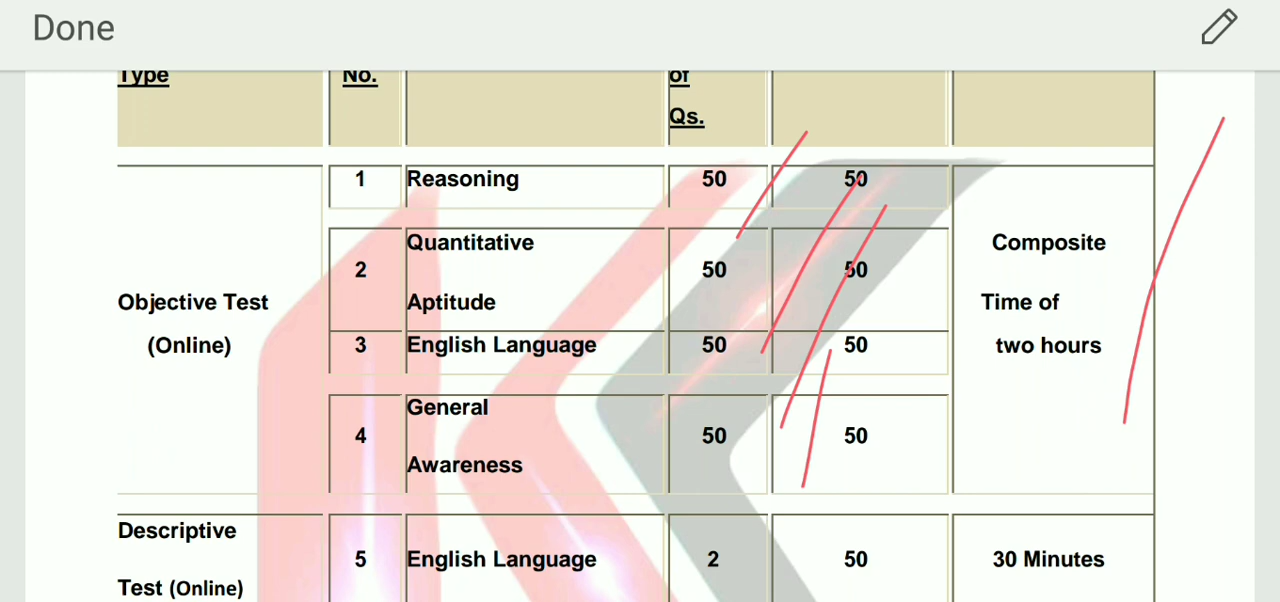 Done
Type No. of
Qs.
1 Reasoning 50 50
Quantitative Composite
2 50 50
Objective Test Aptitude Time of
(Online) 3 English Language 50 50 two hours
General
4 50 50
Awareness
Descriptive
5 English Language 2 50 30 Minutes
Test (Online)